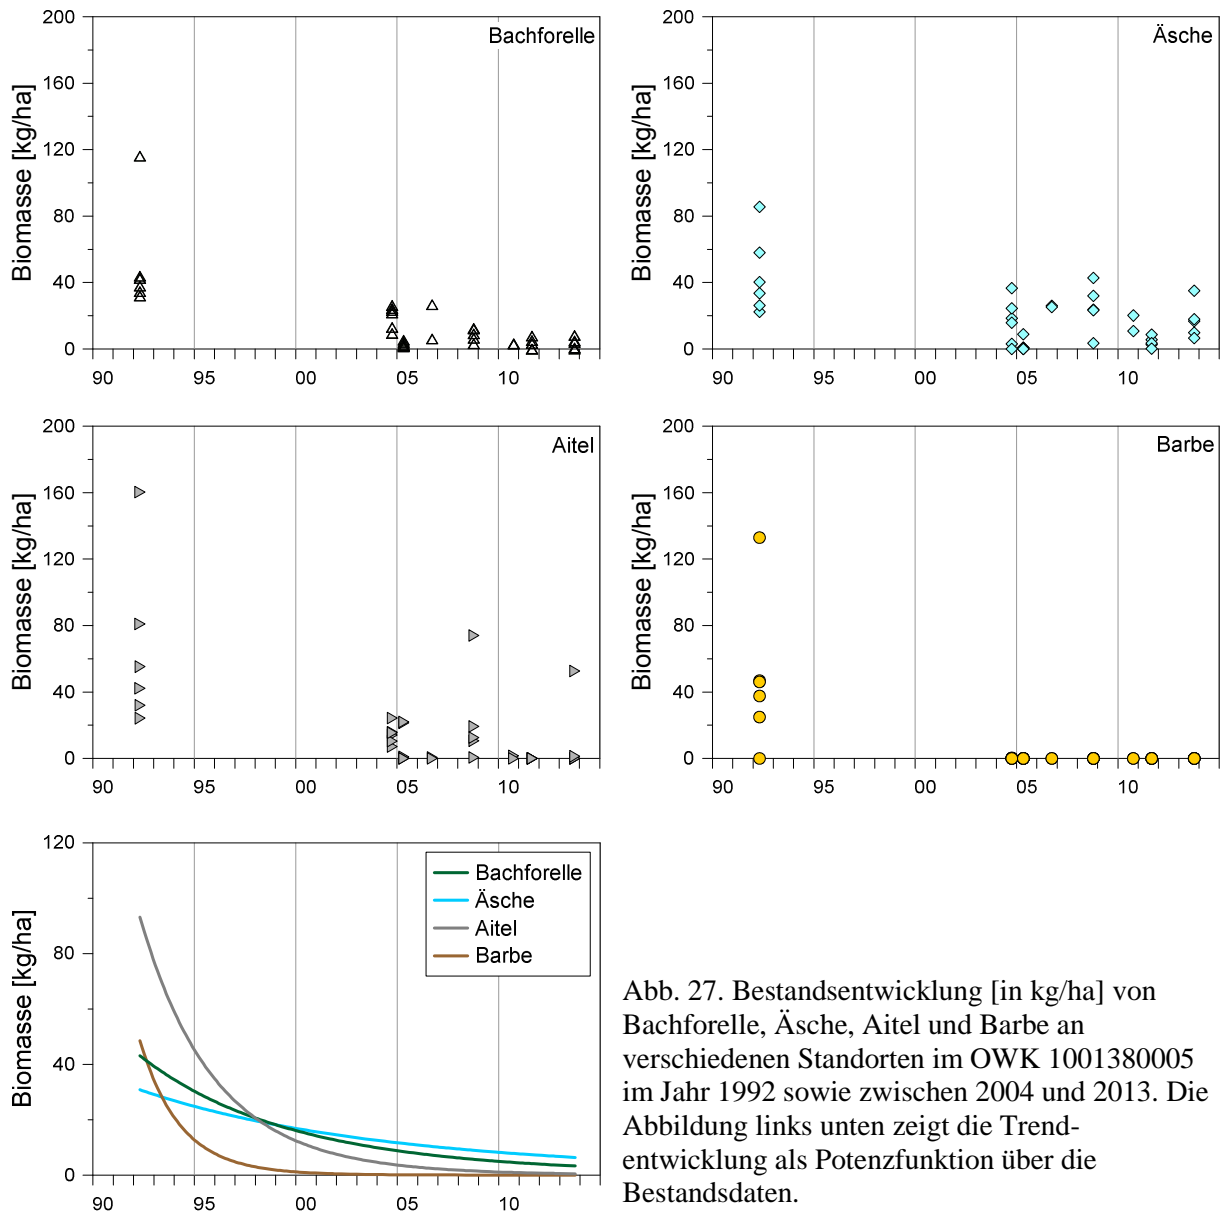 Bachforelle
Biomasse [kg/ha]
200
160
120
80
40
0
90 95 00 05 10
Äsche
Biomasse [kg/ha]
200
160
120
80
40
0
90 95 00 05 10
Aitel
Biomasse [kg/ha]
200
160
120
80
40
0
90 95 00 05 10
Barbe
Biomasse [kg/ha]
200
160
120
80
40
0
90 95 00 05 10
Biomasse [kg/ha]
120
80
40
0
90 95 00 05 10
Bachforelle
Äsche
Aitel
Barbe
Abb. 27. Bestandsentwicklung [in kg/ha] von
Bachforelle, Äsche, Aitel und Barbe an
verschiedenen Standorten im OWK 1001380005
im Jahr 1992 sowie zwischen 2004 und 2013. Die
Abbildung links unten zeigt die Trend-
entwicklung als Potenzfunktion über die
Bestandsdaten.